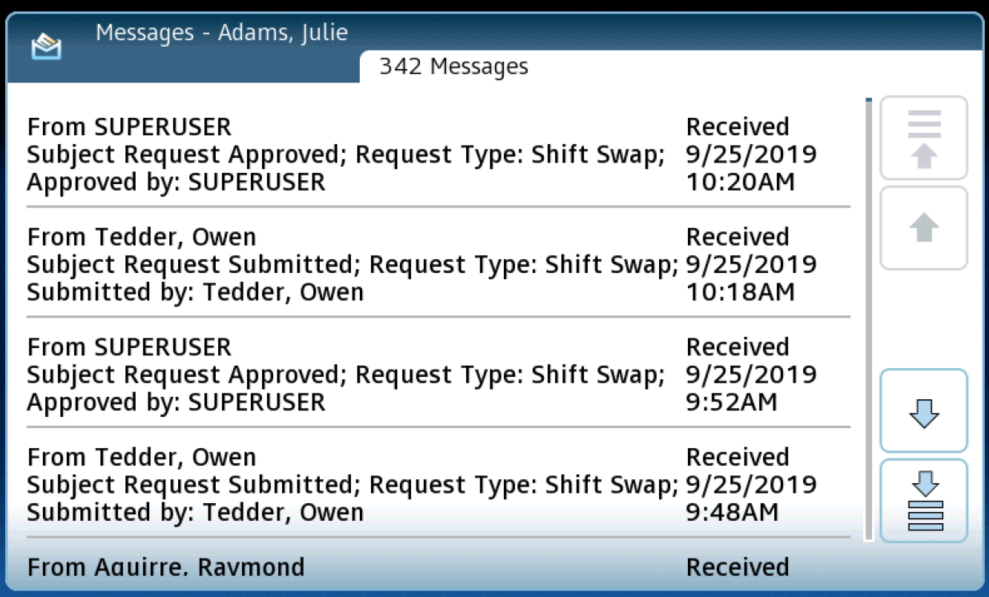 Messages - Adams, Julie
342 Messages
From SUPERUSER Received
Subject Request Approved; Request Type: Shift Swap; 9/25/2019
Approved by: SUPERUSER 10:20AM
From Tedder, Owen Received
Subject Request Submitted; Request Type: Shift Swap; 9/25/2019
Submitted by: Tedder, Owen 10:18AM
From SUPERUSER Received
Subject Request Approved; Request Type: Shift Swap; 9/25/2019
Approved by: SUPERUSER 9:52AM
From Tedder, Owen Received
Subject Request Submitted; Request Type: Shift Swap; 9/25/2019
Submitted by: Tedder, Owen 9:48AM
From Aguirre, Raymond Received